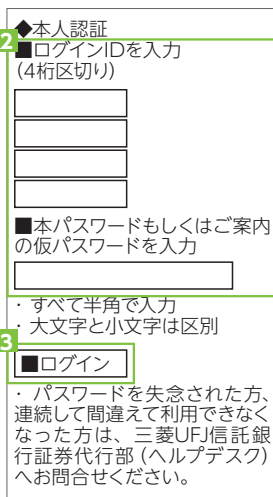 ◆本人認証
2
■ログインIDを入力
(4桁区切り)
■本パスワードもしくはご案内
の仮パスワードを入力
・すべて半角で入力
・大文字と小文字は区別
3
■ログイン
・パスワードを失念された方、
連続して間違えて利用できなく
なった方は、三菱UFJ信託銀
行証券代行部(ヘルプデスク)
へお問合せください。